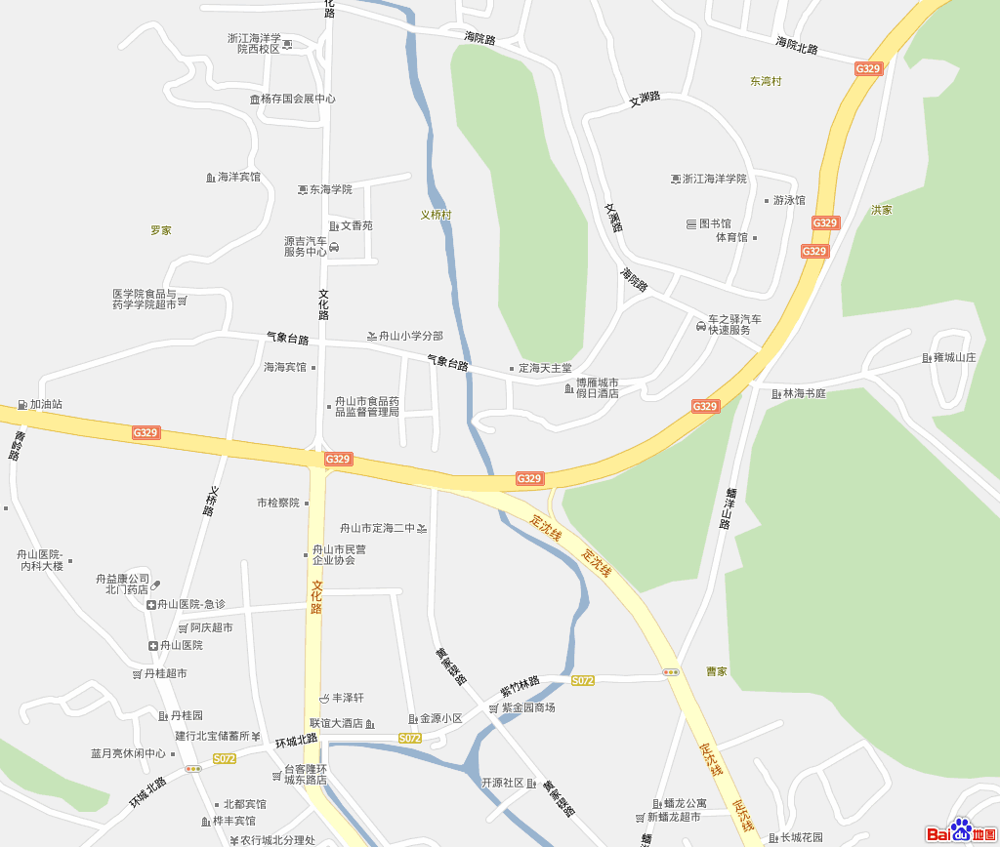 化路
浙江海洋学
院西校区
海院路
海院北路
G329
东湾村
杨存国会展中心
文渊路
海洋宾馆
东海学院
浙江海洋学院
游泳馆
义桥村
文渊路
洪家
罗家
文香苑
图书馆
G329
体育馆
源吉汽车
服务中心
G329
海院路
医学院食品与
药学学院超市
文化路
车之驿汽车
快速服务
气象台路
舟山小学分部
气象台路
雍城山庄
海海宾馆
定海天主堂
博雁城市
假日酒店
林海书庭
加油站
舟山市食品药
品监督管理局
G329
G329
青岭路
G329
G329
义桥路
市检察院
蟠洋山路
舟山市定海二中
定沈线
舟山医院-
内科大楼
舟山市民营
企业协会
定沈线
舟益康公司
北门药店
文化路
舟山医院-急诊
阿庆超市
舟山医院
黄家碶路
丹桂超市
曹家
紫竹林路
S072
丰泽轩
紫金园商场
丹桂园
联谊大酒店
金源小区
建行北宝储蓄所
环城北路
S072
蓝月亮休闲中心
S072
定沈线
台客隆环
城东路店
开源社区
环城北路
黄家碶路
北都宾馆
蟠龙公寓
定沈线
桦丰宾馆
新蟠龙超市
农行城北分理处
蟠洋
长城花园
Bai du 地图